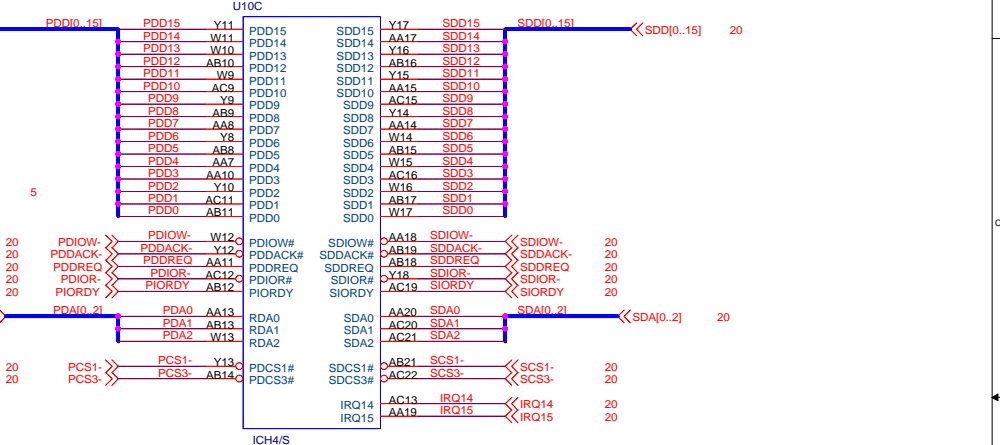 U10C
PDD[0..15] PDD15 Y11 PDD15 SDD15 Y17 SDD15 SDD[0..15] SDD[0..15] 20
PDD14 W11 PDD14 SDD14 AA17 SDD14
PDD13 W10 PDD13 SDD13 Y16 SDD13
PDD12 AB10 PDD12 SDD12 AB16 SDD12
PDD11 W9 PDD11 SDD11 Y15 SDD11
PDD10 AC9 PDD10 SDD10 AA15 SDD10
PDD9 Y9 PDD9 SDD9 AC15 SDD9
PDD8 AB9 PDD8 SDD8 Y14 SDD8
PDD7 AA8 PDD7 SDD7 AA14 SDD7
PDD6 Y8 PDD6 SDD6 W14 SDD6
PDD5 AB8 PDD5 SDD5 AB15 SDD5
PDD4 AA7 PDD4 SDD4 W15 SDD4
PDD3 AA10 PDD3 SDD3 AC16 SDD3
5 PDD2 Y10 PDD2 SDD2 W16 SDD2
PDD1 AC11 PDD1 SDD1 AB17 SDD1
PDD0 AB11 PDD0 SDD0 W17 SDD0
C
20 PDIOW- PDIOW- W12 PDIOW# SDIOW# AA18 SDIOW- SDIOW- 20
20 PDDACK- PDDACK- Y12 PDDACK# SDDACK# AB19 SDDACK- SDDACK- 20
20 PDDREQ PDDREQ AA11 PDDREQ SDDREQ AB18 SDDREQ SDDREQ 20
20 PDIOR- PDIOR- AC12 PDIOR# SDIOR# Y18 SDIOR- SDIOR- 20
20 PIORDY PIORDY AB12 PIORDY SIORDY AC19 SIORDY SIORDY 20
PDA[0..2] PDA0 AA13 RDA0 SDA0 AA20 SDA0 SDA[0..2] SDA[0..2] 20
PDA1 AB13 RDA1 SDA1 AC20 SDA1
PDA2 W13 RDA2 SDA2 AC21 SDA2
20 PCS1- PCS1- Y13 PDCS1# SDCS1# AB21 SCS1- SCS1- 20
20 PCS3- PCS3- AB14 PDCS3# SDCS3# AC22 SCS3- SCS3- 20
IRQ14 AC13 IRQ14 IRQ14 20
IRQ15 AA19 IRQ15 IRQ15 20
ICH4/S